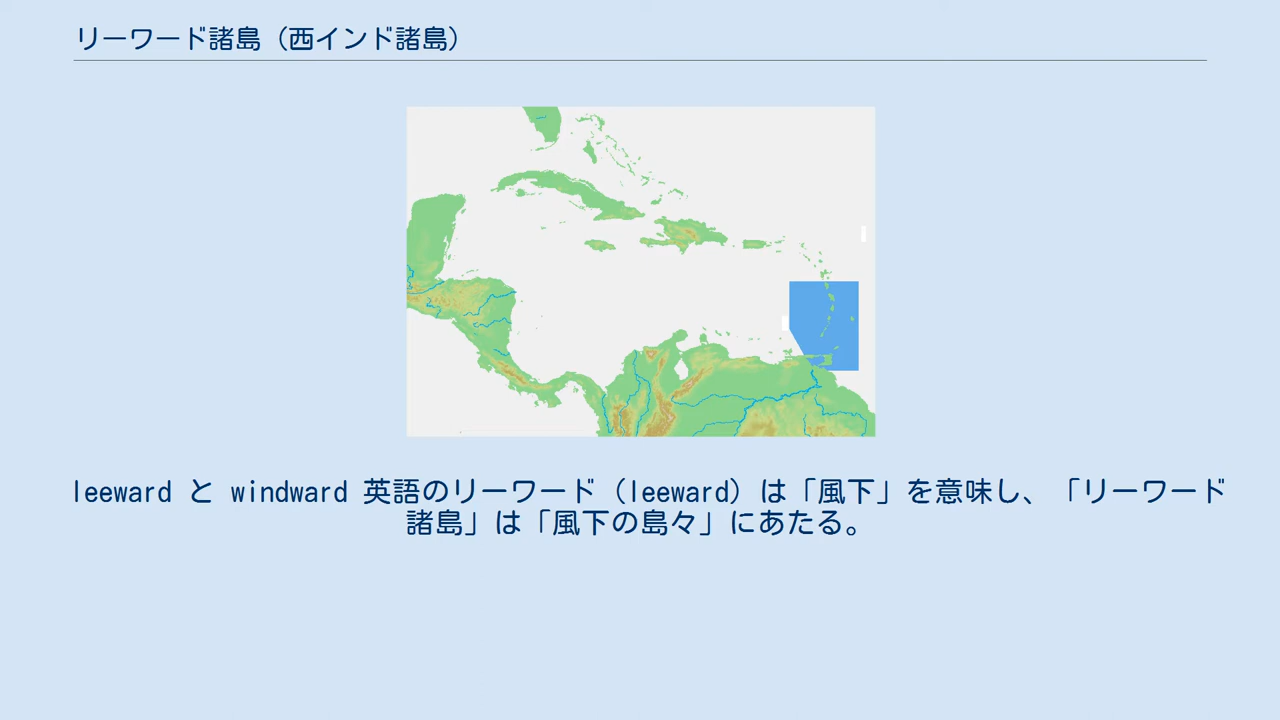 リーワード諸島（西インド諸島）
leeward と windward 英語のリーワード（leeward）は「風下」を意味し、「リーワード
諸島」は「風下の島々」にあたる。